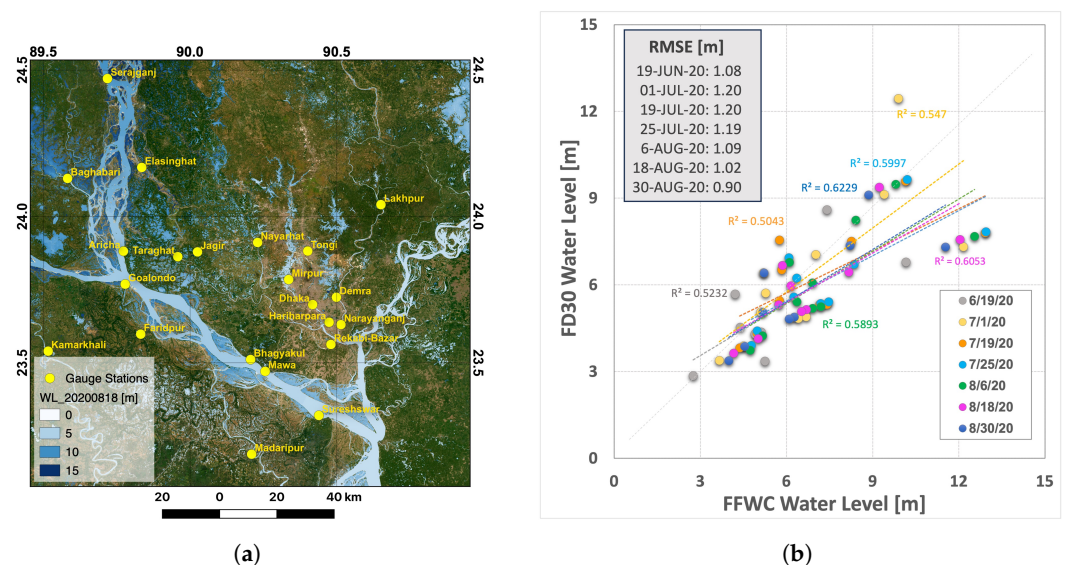 89.5 90.0 90.5
24.5 24.5
Serajganj
Elasinghat
Baghabari
Lakhpur
24.0 24.0
Aricha Taraghat Jagir Nayarhat Tongi
Goalondo
Mirpur
Dhaka Demra
Hariharpara Narayanganj
Faridpur Rekabi-Bazar
Kamarkhali
23.5 23.5
Bhagyakul
Mawa
Sureshswar
Madaripur
Gauge Stations
WL_20200818 [m]
0
5
10
15
20 0 20 40 km
(a)
15
12
9
6
3
0
FD30 Water Level [m]
RMSE [m]
19-JUN-20: 1.08
01-JUL-20: 1.20
19-JUL-20: 1.20
25-JUL-20: 1.19
6-AUG-20: 1.09
18-AUG-20: 1.02
30-AUG-20: 0.90
R² = 0.547
R² = 0.5997
R² = 0.6229
R² = 0.5043
R² = 0.6053
R² = 0.5232
R² = 0.5893
6/19/20
7/1/20
7/19/20
7/25/20
8/6/20
8/18/20
8/30/20
0 3 6 9 12 15
FFWC Water Level [m]
(b)